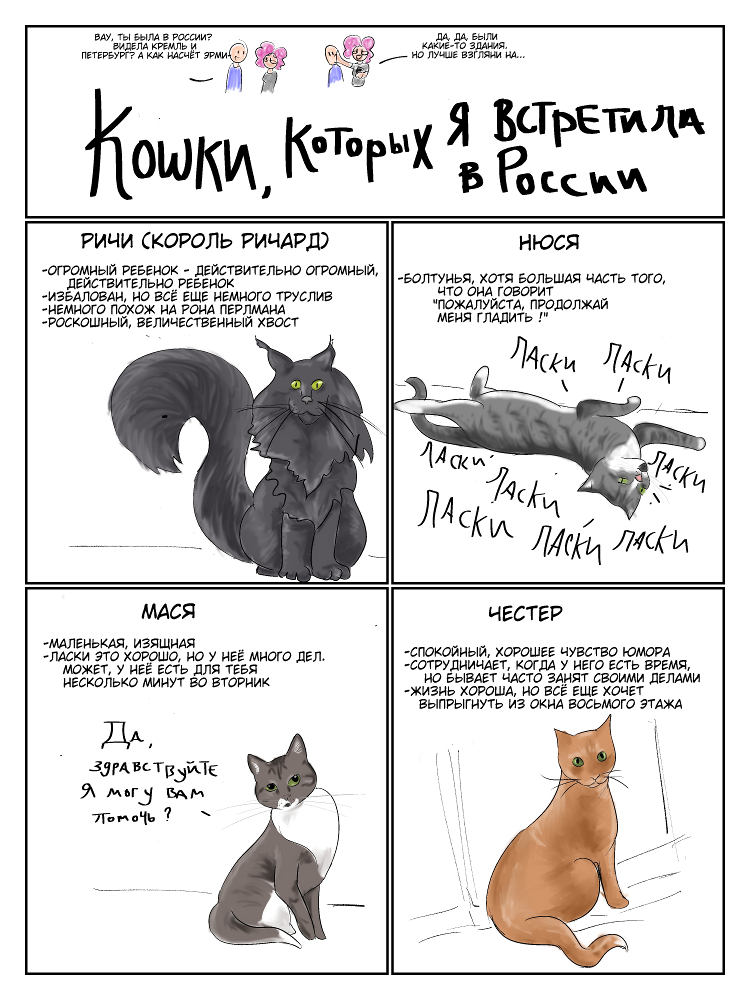 ВАУ, ТЫ БЫЛА В РОССИИ?
ВИДЕЛА КРЕМЛЬ И
ПЕТЕРБУРГ? А КАК НАСЧЁТ ЭРМИ-
ДА, ДА, БЫЛИ
КАКИЕ-ТО ЗДАНИЯ.
НО ЛУЧШЕ ВЗГЛЯНИ НА...
Кошки, которых я встретила
в России
РИЧИ (КОРОЛЬ РИЧАРД)
-ОГРОМНЫЙ РЕБЕНОК - ДЕЙСТВИТЕЛЬНО ОГРОМНЫЙ,
ДЕЙСТВИТЕЛЬНО РЕБЕНОК
-ИЗБАЛОВАН, НО ВСЁ ЕЩЕ НЕМНОГО ТРУСЛИВ
-НЕМНОГО ПОХОЖ НА РОНА ПЕРЛМАНА
-РОСКОШНЫЙ, ВЕЛИЧЕСТВЕННЫЙ ХВОСТ
НЮСЯ
-БОЛТУНЬЯ, ХОТЯ БОЛЬШАЯ ЧАСТЬ ТОГО,
ЧТО ОНА ГОВОРИТ
"ПОЖАЛУЙСТА, ПРОДОЛЖАЙ
МЕНЯ ГЛАДИТЬ !"
Ласки Ласки
Ласки Ласки
Ласки
Ласки Ласки Ласки
МАСЯ
-МАЛЕНЬКАЯ, ИЗЯЩНАЯ
-ЛАСКИ ЭТО ХОРОШО, НО У НЕЁ МНОГО ДЕЛ.
МОЖЕТ, У НЕЁ ЕСТЬ ДЛЯ ТЕБЯ
НЕСКОЛЬКО МИНУТ ВО ВТОРНИК
Да,
здравствуйте
я могу вам
помочь?
ЧЕСТЕР
-СПОКОЙНЫЙ, ХОРОШЕЕ ЧУВСТВО ЮМОРА
-СОТРУДНИЧАЕТ, КОГДА У НЕГО ЕСТЬ ВРЕМЯ,
НО БЫВАЕТ ЧАСТО ЗАНЯТ СВОИМИ ДЕЛАМИ
-ЖИЗНЬ ХОРОША, НО ВСЁ ЕЩЕ ХОЧЕТ
ВЫПРЫГНУТЬ ИЗ ОКНА ВОСЬМОГО ЭТАЖА